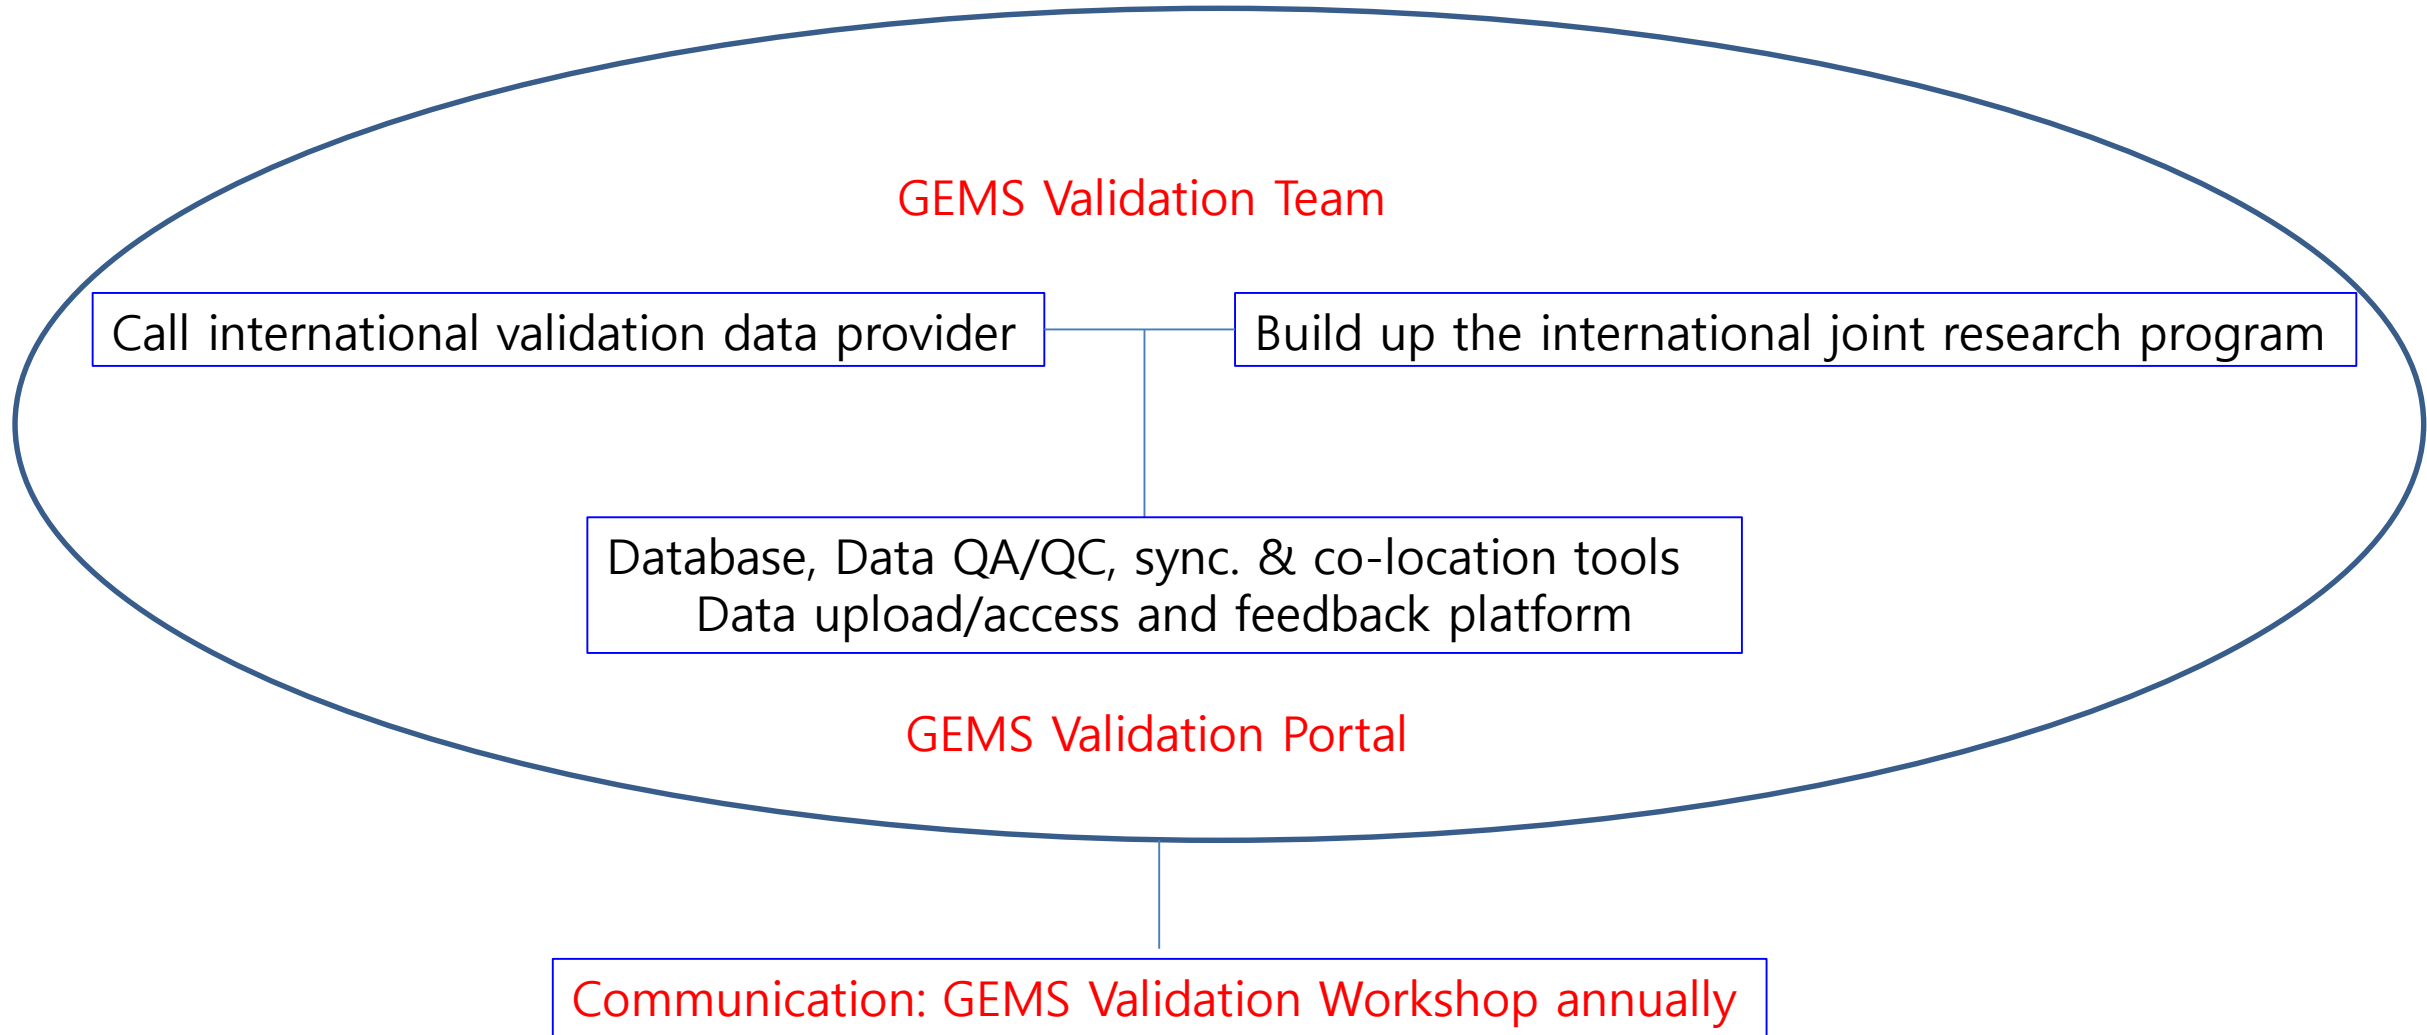 GEMS Validation Team
Call international validation data provider
Build up the international joint research program
Database, Data QA/QC, sync. & co-location tools
Data upload/access and feedback platform
GEMS Validation Portal
Communication: GEMS Validation Workshop annually